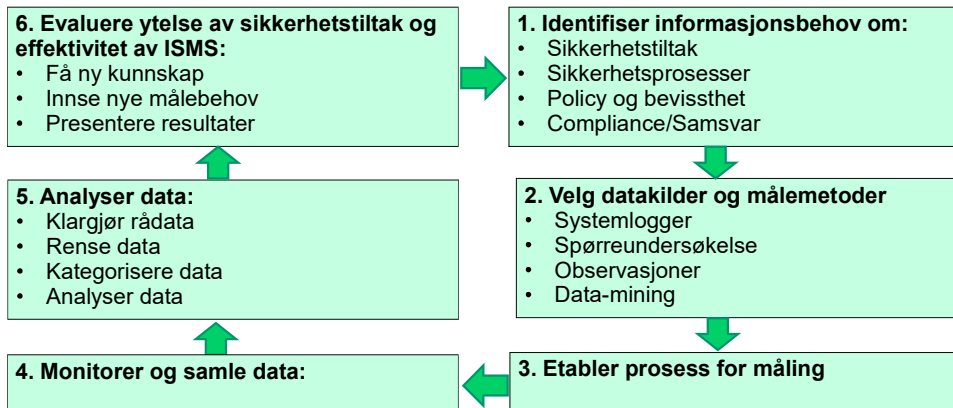 6. Evaluere ytelse av sikkerhetstiltak og
effektivitet av ISMS:
• Få ny kunnskap
• Innse nye målebehov
• Presentere resultater
1. Identifiser informasjonsbehov om:
• Sikkerhetstiltak
• Sikkerhetsprosesser
• Policy og bevissthet
• Compliance/Samsvar
5. Analyser data:
• Klargjør rådata
• Rense data
• Kategorisere data
• Analyser data
2. Velg datakilder og målemetoder
• Systemlogger
• Spørreundersøkelse
• Observasjoner
• Data-mining
4. Monitorer og samle data:
3. Etabler prosess for måling